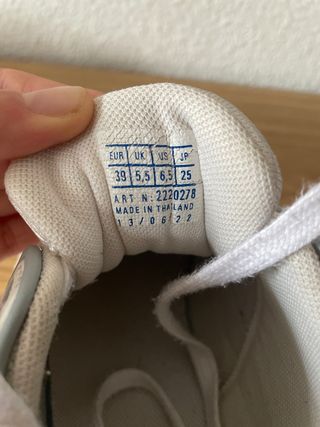 EUR UK US JP
39 5,5 6,5 25
ART N: 2220278
MADE IN THAILAND
13/06 22